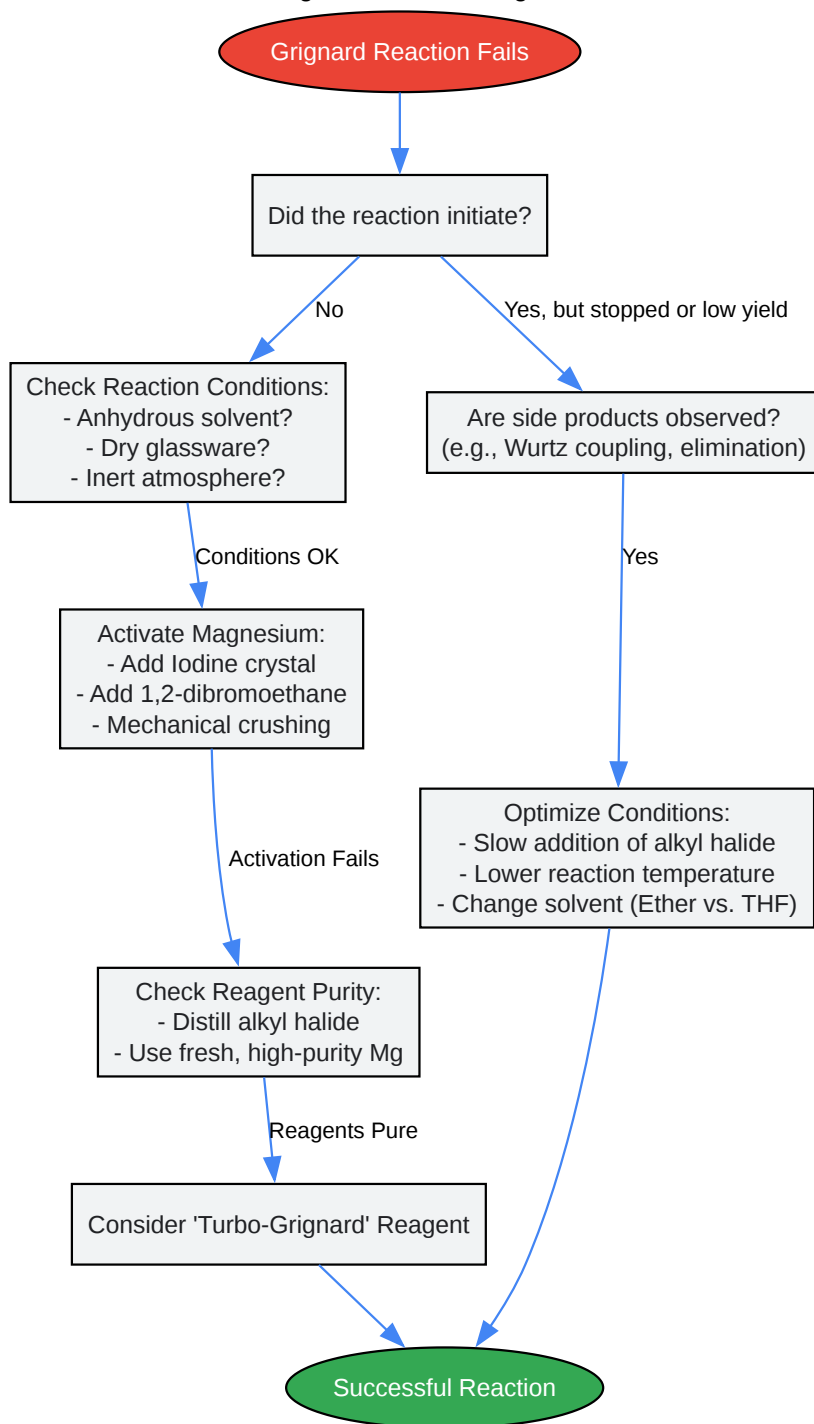 Grignard Reaction Fails
Did the reaction initiate?
No
Yes, but stopped or low yield
Check Reaction Conditions:
- Anhydrous solvent?
- Dry glassware?
- Inert atmosphere?
Are side products observed?
(e.g., Wurtz coupling, elimination)
Conditions OK
Yes
Activate Magnesium:
- Add Iodine crystal
- Add 1,2-dibromoethane
- Mechanical crushing
Optimize Conditions:
- Slow addition of alkyl halide
- Lower reaction temperature
- Change solvent (Ether vs. THF)
Activation Fails
Check Reagent Purity:
- Distill alkyl halide
- Use fresh, high-purity Mg
Reagents Pure
Consider 'Turbo-Grignard' Reagent
Successful Reaction